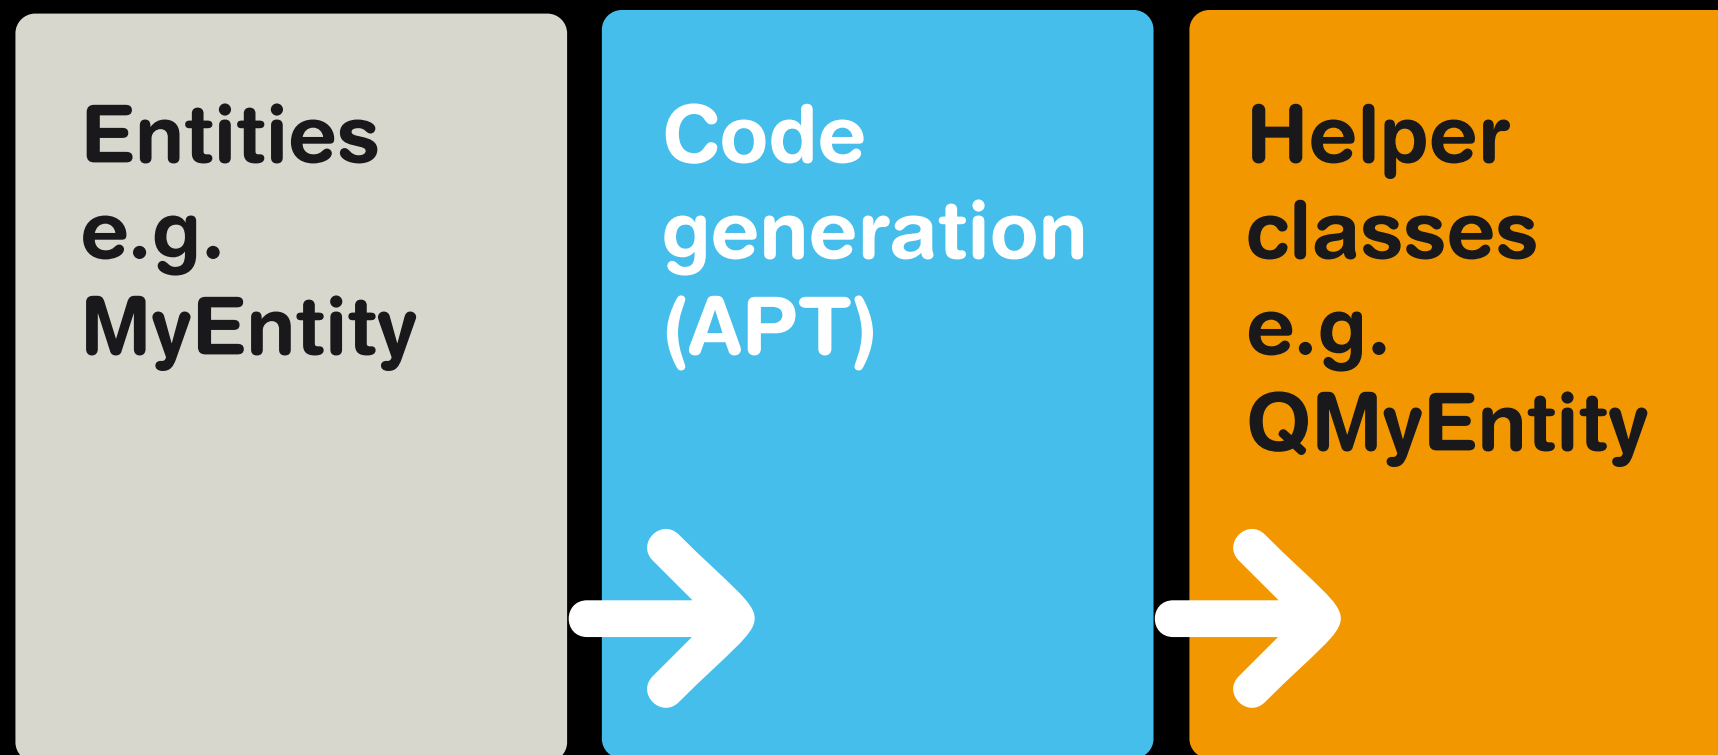 Entities
e.g.
MyEntity
Code
generation
(APT)
Helper
classes
e.g.
QMyEntity